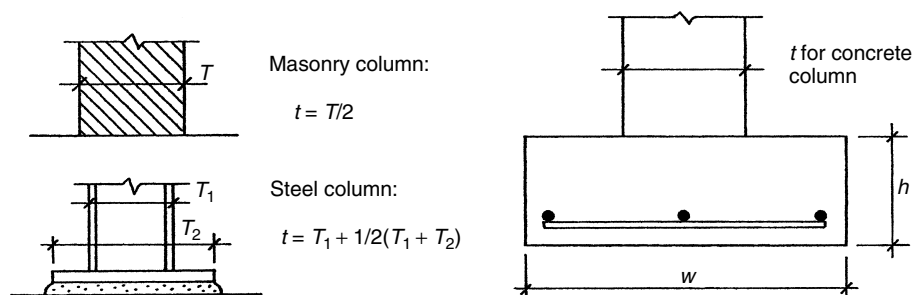 T
Masonry column:
t = T/2
T1
T2
Steel column:
t = T1 + 1/2(T1 + T2)
t for concrete
column
h
w